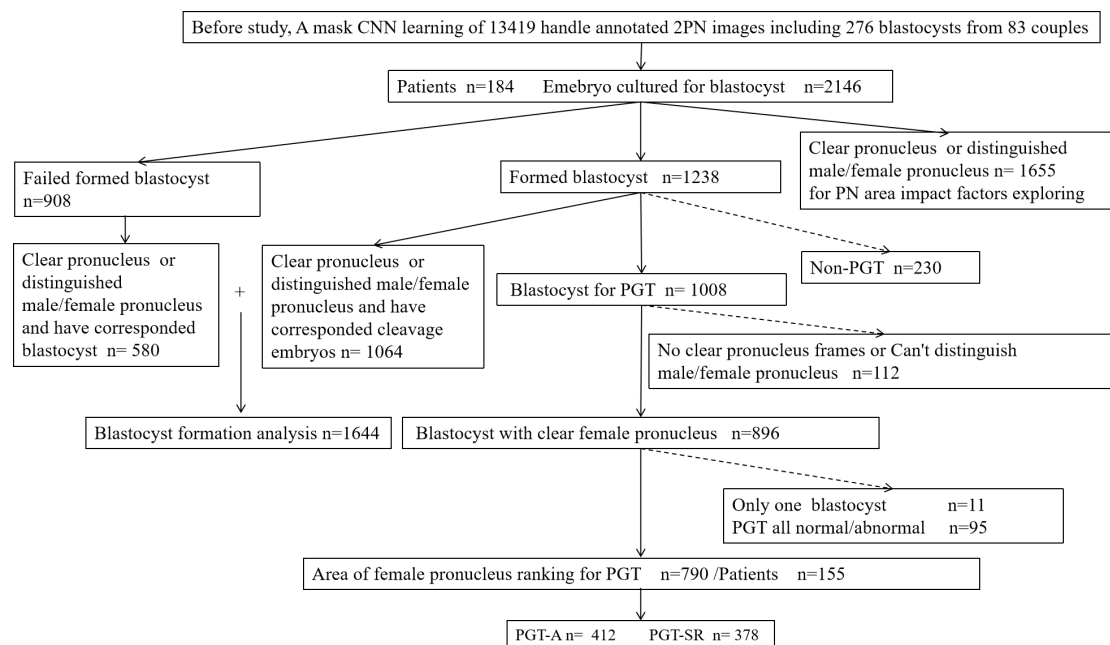 Before study, A mask CNN learning of 13419 handle annotated 2PN images including 276 blastocysts from 83 couples
Patients n=184 Emebryo cultured for blastocyst n=2146
Failed formed blastocyst
n=908
Formed blastocyst n=1238
Clear pronucleus or distinguished
male/female pronucleus n= 1655
for PN area impact factors exploring
Clear pronucleus or
distinguished
male/female pronucleus
and have corresponded
blastocyst n= 580
+
Clear pronucleus or
distinguished male/female
pronucleus and have
corresponded cleavage
embryos n= 1064
Non-PGT n=230
Blastocyst for PGT n= 1008
No clear pronucleus frames or Can't distinguish
male/female pronucleus n=112
Blastocyst formation analysis n=1644
Blastocyst with clear female pronucleus n=896
Only one blastocyst n=11
PGT all normal/abnormal n=95
Area of female pronucleus ranking for PGT n=790 /Patients n=155
PGT-A n= 412 PGT-SR n= 378